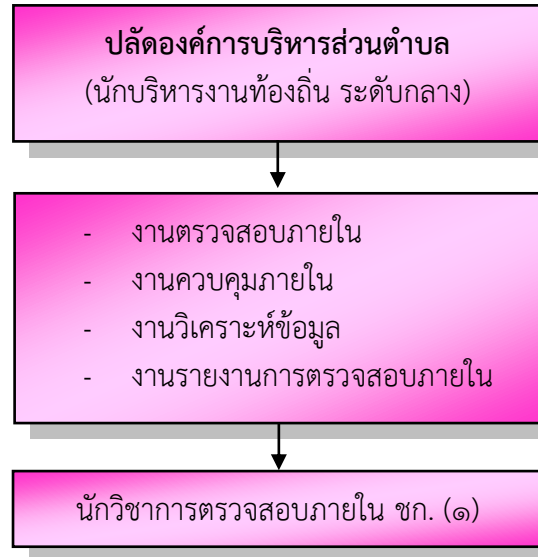 ปลัดองค์การบริหารส่วนตำบล
(นักบริหารงานท้องถิ่น ระดับกลาง)
- งานตรวจสอบภายใน
- งานควบคุมภายใน
- งานวิเคราะห์ข้อมูล
- งานรายงานการตรวจสอบภายใน
นักวิชาการตรวจสอบภายใน ชก. (๑)